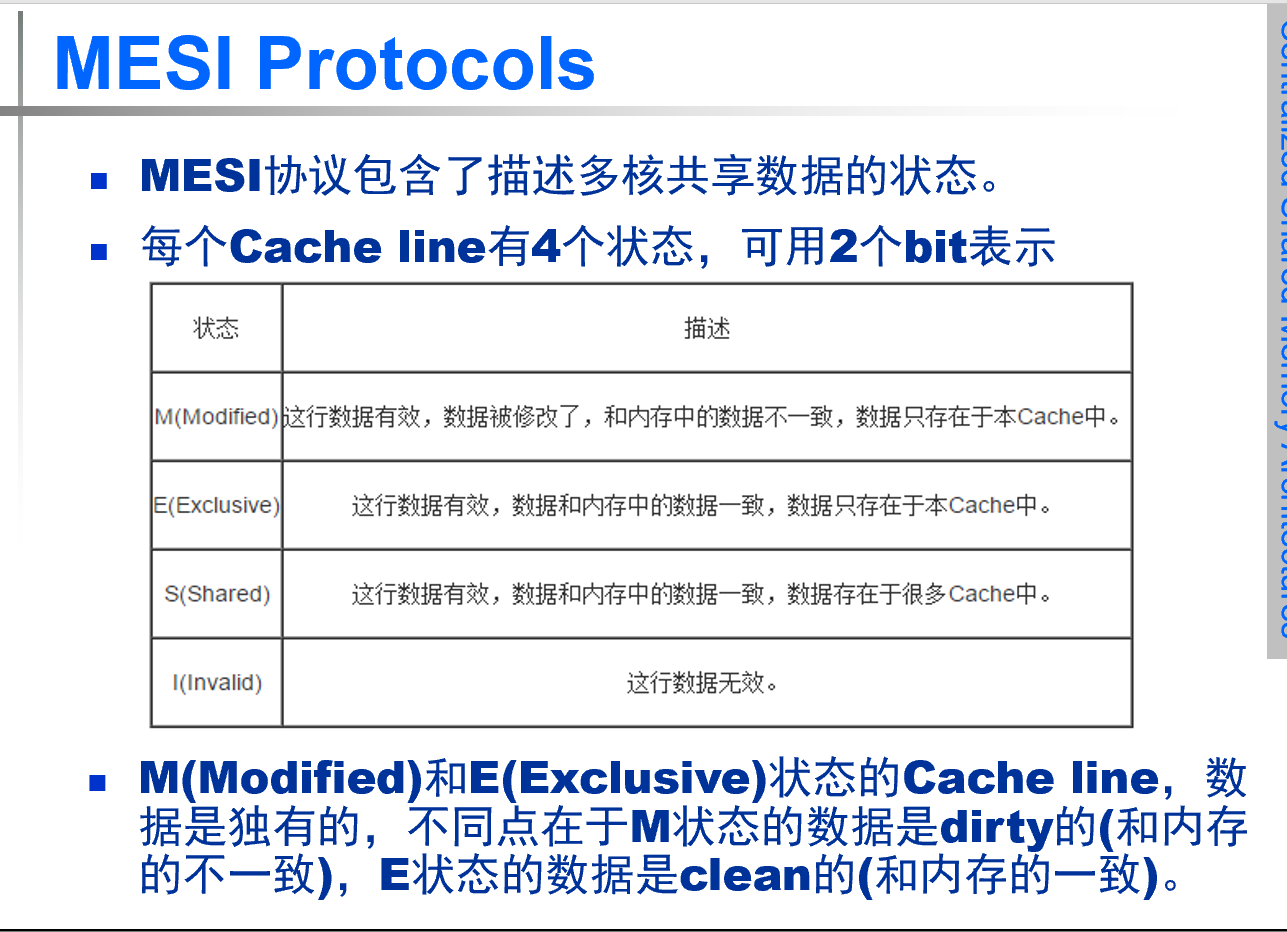 MESI Protocols
MESI协议包含了描述多核共享数据的状态。
每个Cache line有4个状态，可用2个bit表示
状态 描述
M(Modified) 这行数据有效，数据被修改了，和内存中的数据不一致，数据只存在于本Cache中。
E(Exclusive) 这行数据有效，数据和内存中的数据一致，数据只存在于本Cache中。
S(Shared) 这行数据有效，数据和内存中的数据一致，数据存在于很多Cache中。
I(Invalid) 这行数据无效。
M(Modified)和E(Exclusive)状态的Cache line，数
据是独有的，不同点在于M状态的数据是dirty的(和内存
的不一致)，E状态的数据是clean的(和内存的一致)。